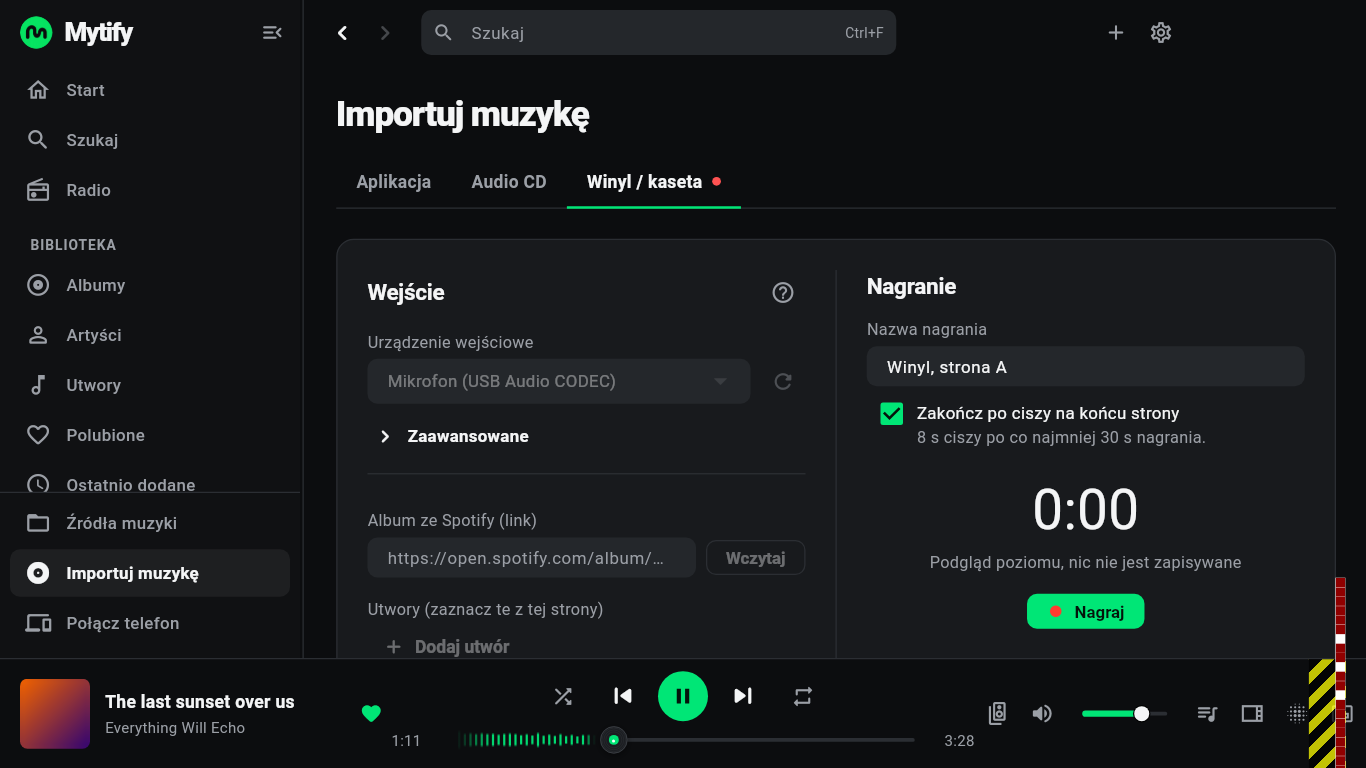 Mytify
Start
Szukaj
Radio
BIBLIOTEKA
Albumy
Artyści
Utwory
Polubione
Ostatnio dodane
Źródła muzyki
Importuj muzykę
Połącz telefon
Szukaj
Ctrl+F
Importuj muzykę
Aplikacja
Audio CD
Winyl / kaseta
Wejście
Urządzenie wejściowe
Mikrofon (USB Audio CODEC)
Zaawansowane
Album ze Spotify (link)
https://open.spotify.com/album/...
Wczytaj
Utwory (zaznacz te z tej strony)
Dodaj utwór
Nagranie
Nazwa nagrania
Winyl, strona A
Zakończ po ciszy na końcu strony
8 s ciszy po co najmniej 30 s nagrania.
0:00
Podgląd poziomu, nic nie jest zapisywane
Nagraj
The last sunset over us
Everything Will Echo
1:11
3:28